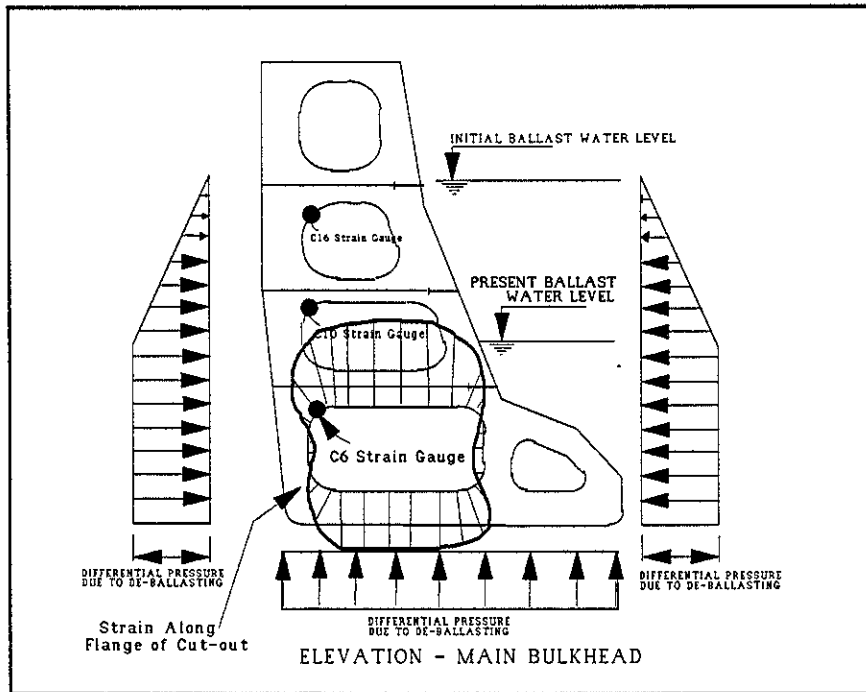 INITIAL BALLAST WATER LEVEL
C16 Strain Gauge
PRESENT BALLAST
WATER LEVEL
C10 Strain Gauge
C6 Strain Gauge
DIFFERENTIAL PRESSURE
DUE TO DE-BALLASTING
DIFFERENTIAL PRESSURE
DUE TO DE-BALLASTING
DIFFERENTIAL PRESSURE
DUE TO DE-BALLASTING
Strain Along
Flange of Cut-out
ELEVATION - MAIN BULKHEAD